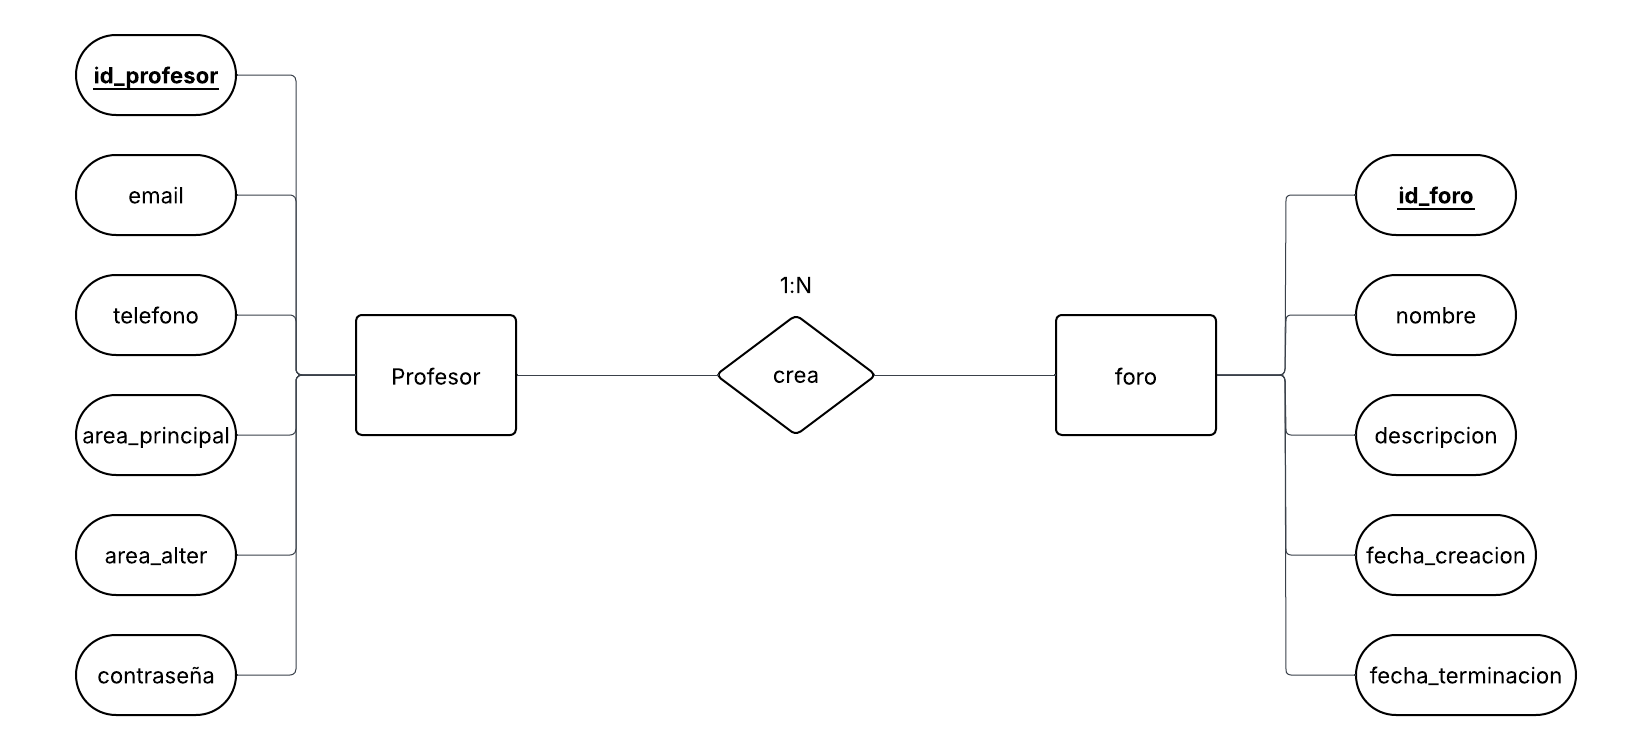 id_profesor
email
telefono
area_principal
area_alter
contraseña
Profesor
1:N
crea
foro
id_foro
nombre
descripcion
fecha_creacion
fecha_terminacion